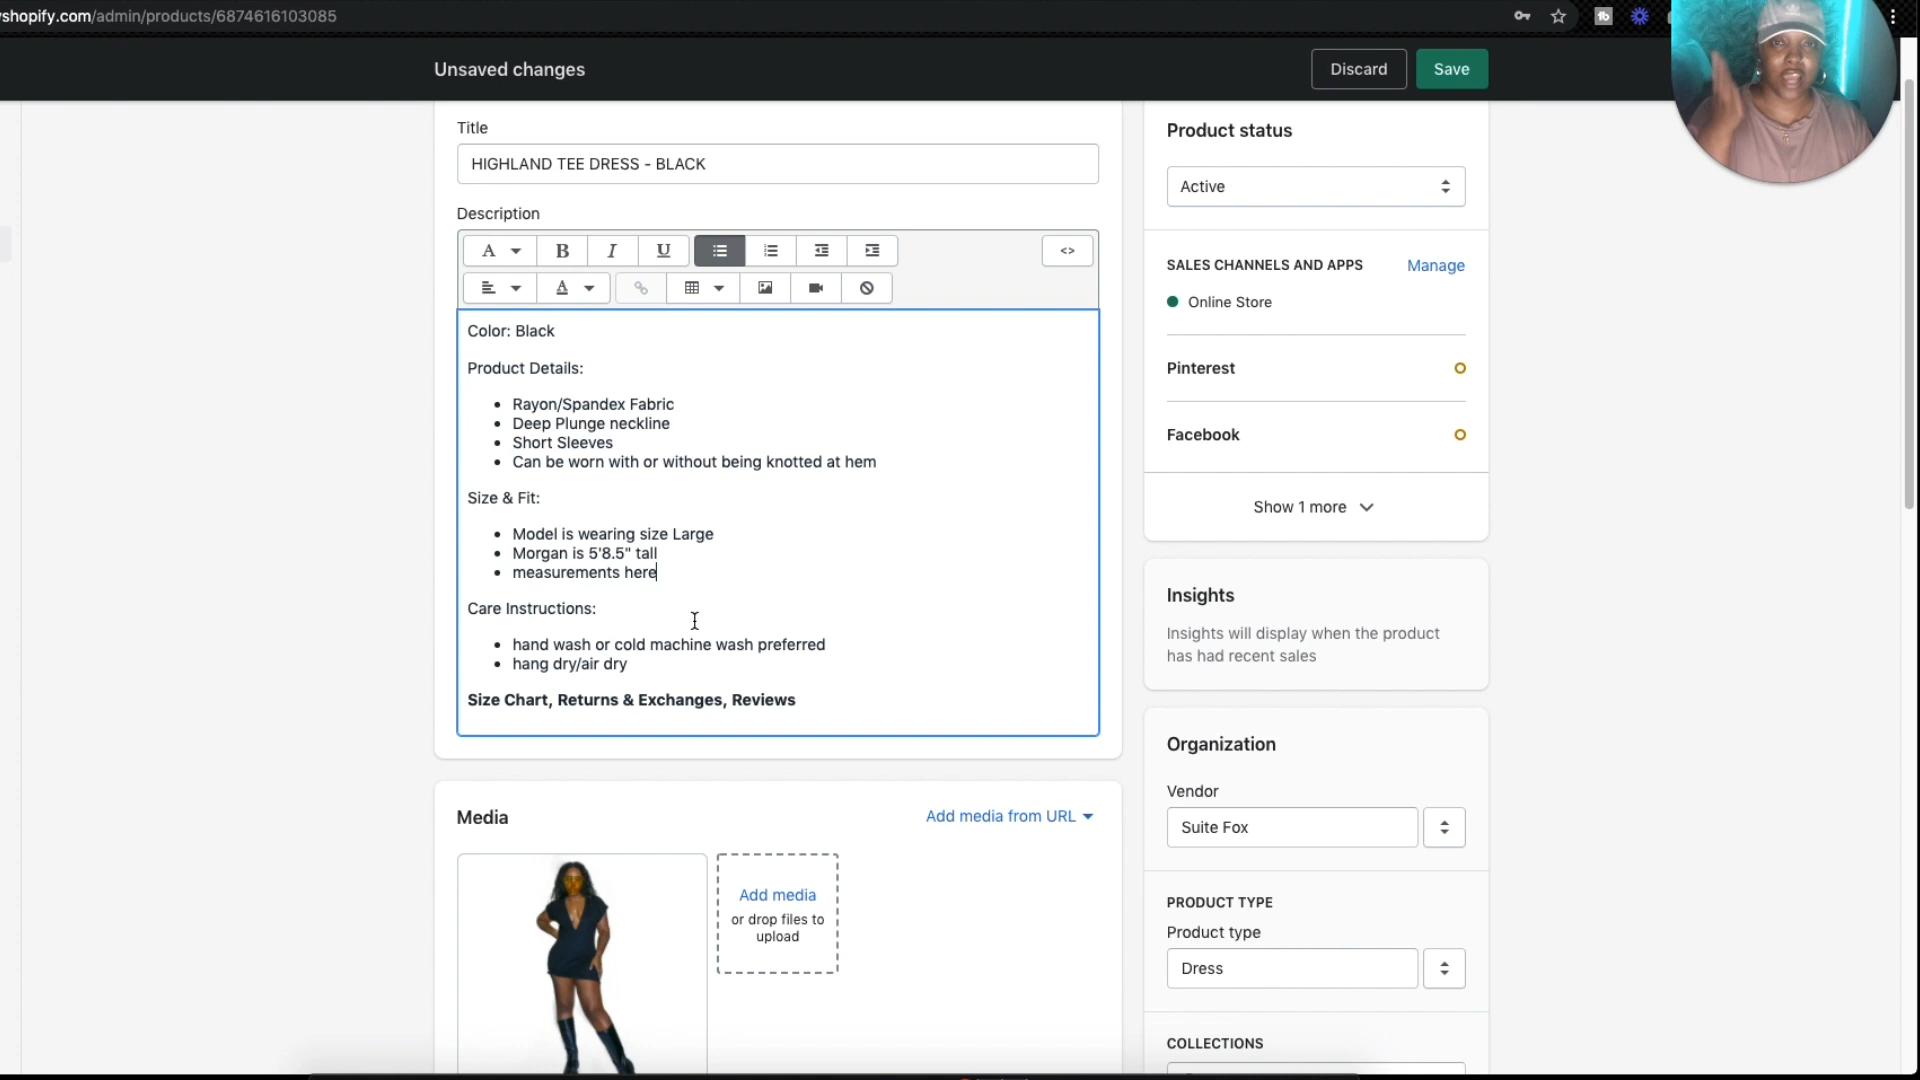 shopify.com/admin/products/6874616103085
Unsaved changes
Discard
Save
Title
HIGHLAND TEE DRESS - BLACK
Description
A
B
I
U
<>
A
Color: Black
Product Details:
Rayon/Spandex Fabric
Deep Plunge neckline
Short Sleeves
Can be worn with or without being knotted at hem
Size & Fit:
Model is wearing size Large
Morgan is 5'8.5" tall
measurements here
Care Instructions:
hand wash or cold machine wash preferred
hang dry/air dry
Size Chart, Returns & Exchanges, Reviews
Media
Add media from URL
Add media
or drop files to
upload
Product status
Active
SALES CHANNELS AND APPS
Manage
Online Store
Pinterest
Facebook
Show 1 more
Insights
Insights will display when the product
has had recent sales
Organization
Vendor
Suite Fox
PRODUCT TYPE
Product type
Dress
COLLECTIONS